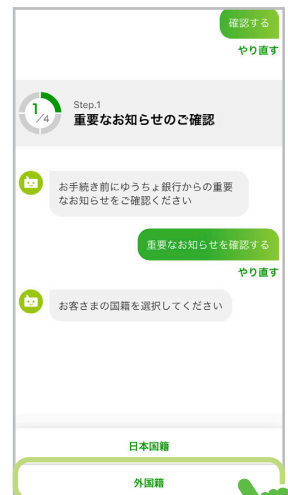 確認する
やり直す
1/4
Step.1
重要なお知らせのご確認
お手続き前にゆうちょ銀行からの重要
なお知らせをご確認ください
重要なお知らせを確認する
やり直す
お客さまの国籍を選択してください
日本国籍
外国籍